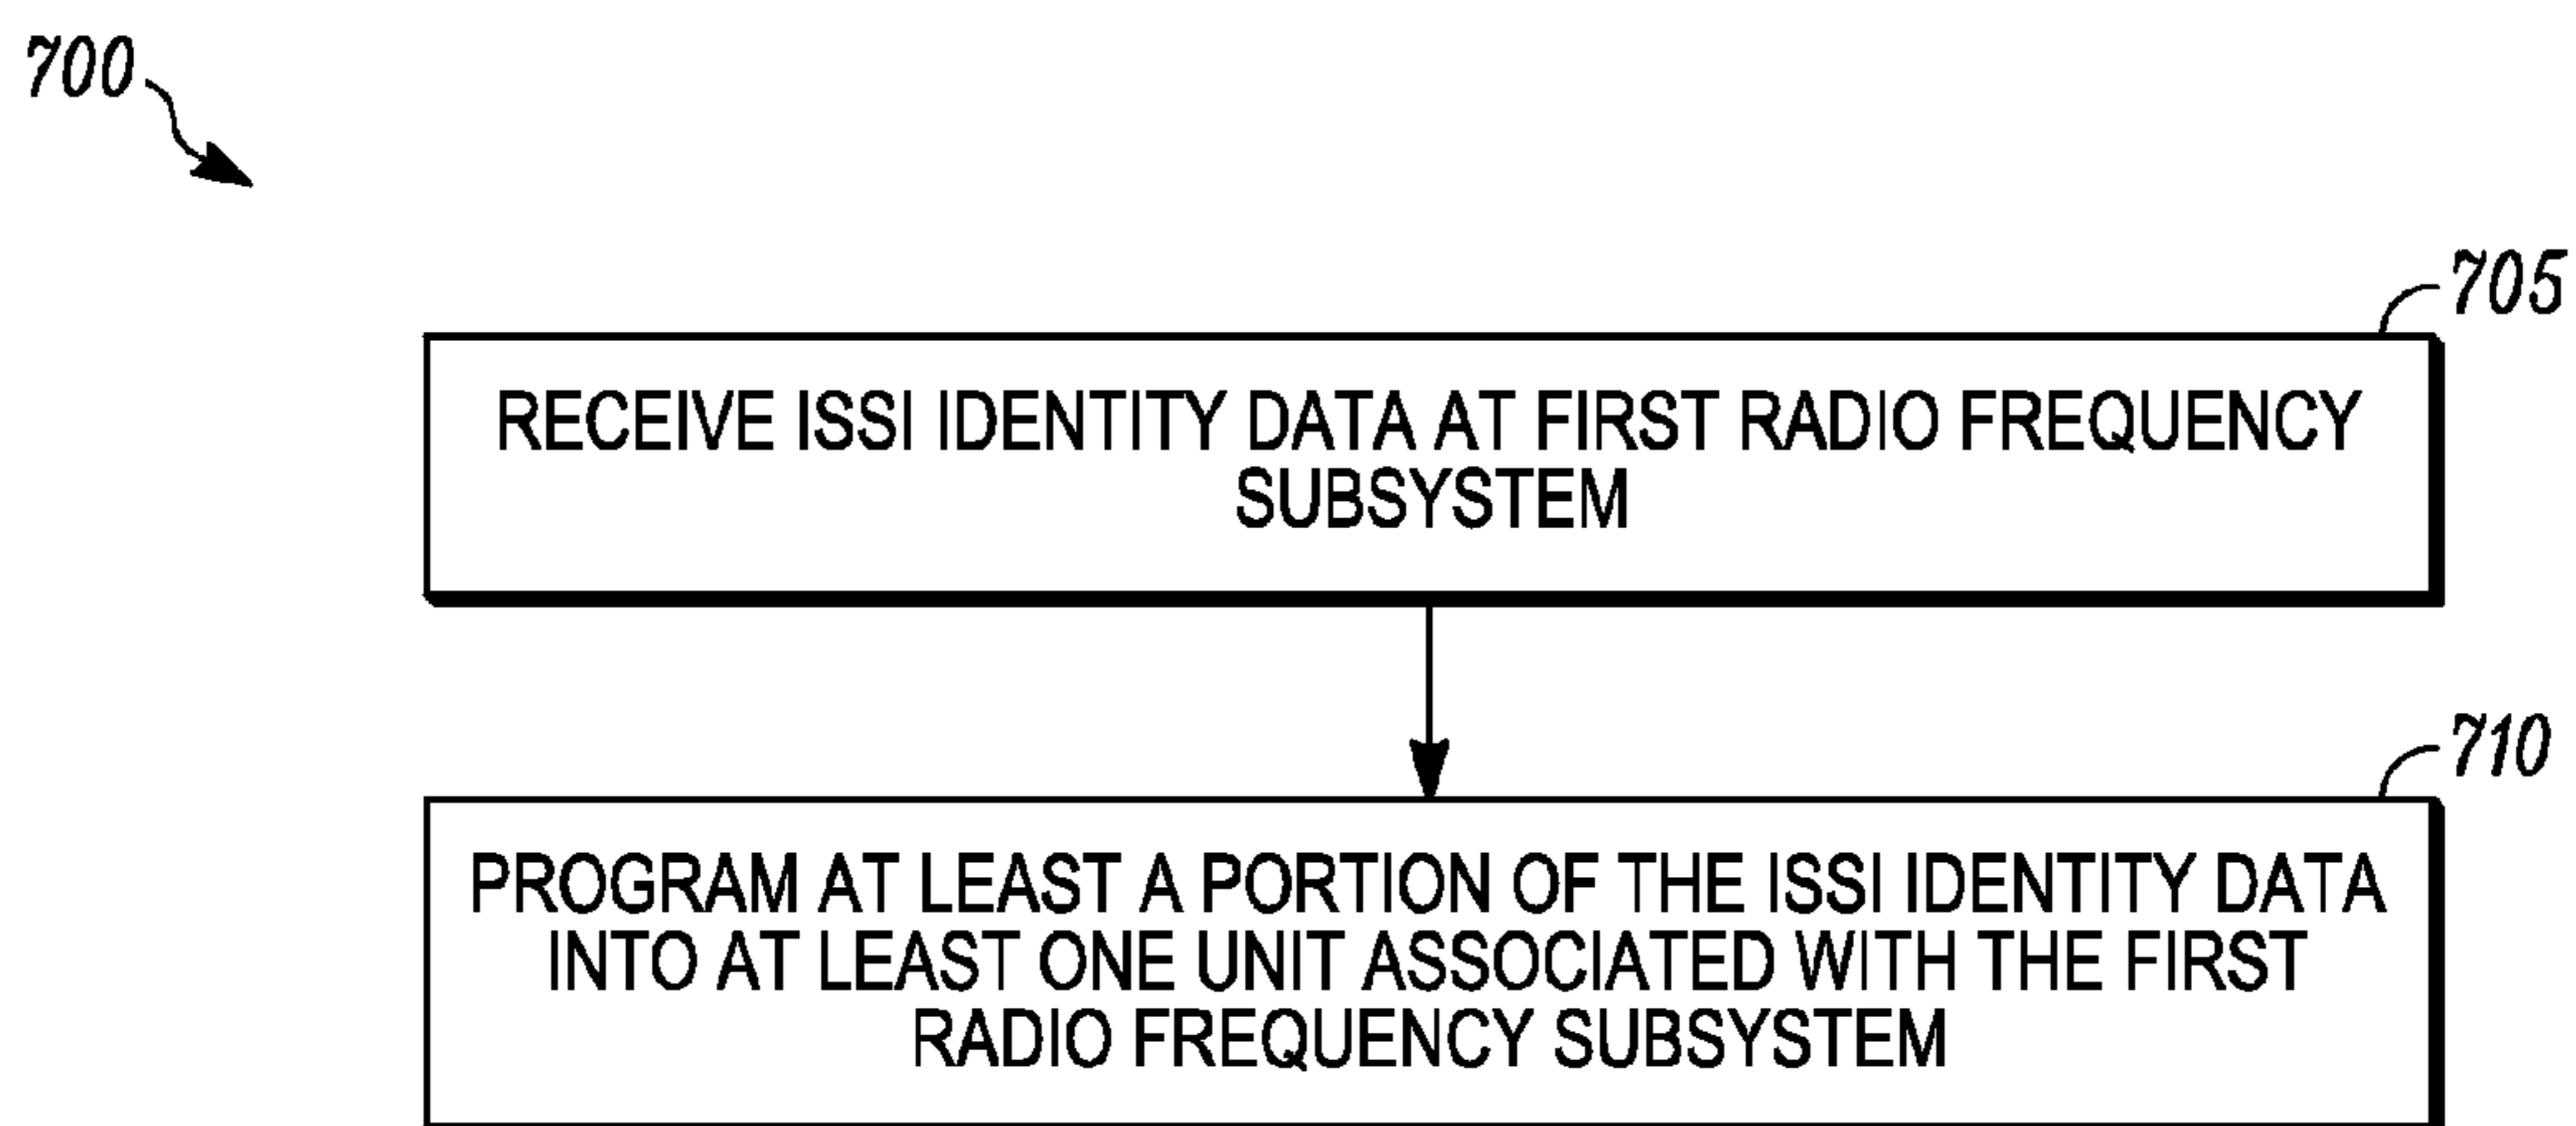 700
705
RECEIVE ISSI IDENTITY DATA AT FIRST RADIO FREQUENCY
SUBSYSTEM
710
PROGRAM AT LEAST A PORTION OF THE ISSI IDENTITY DATA
INTO AT LEAST ONE UNIT ASSOCIATED WITH THE FIRST
RADIO FREQUENCY SUBSYSTEM